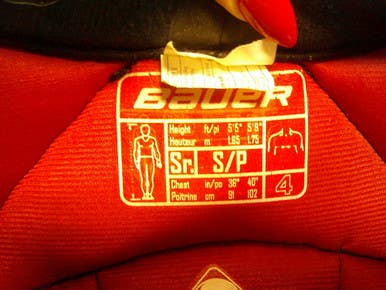 BAUER
Height ft/pi 5'5" 5'8"
Hauteur m. 1.65 1.75
Sr. S/P
Chest in/po 36" 40"
Poitrine cm 91 102
4